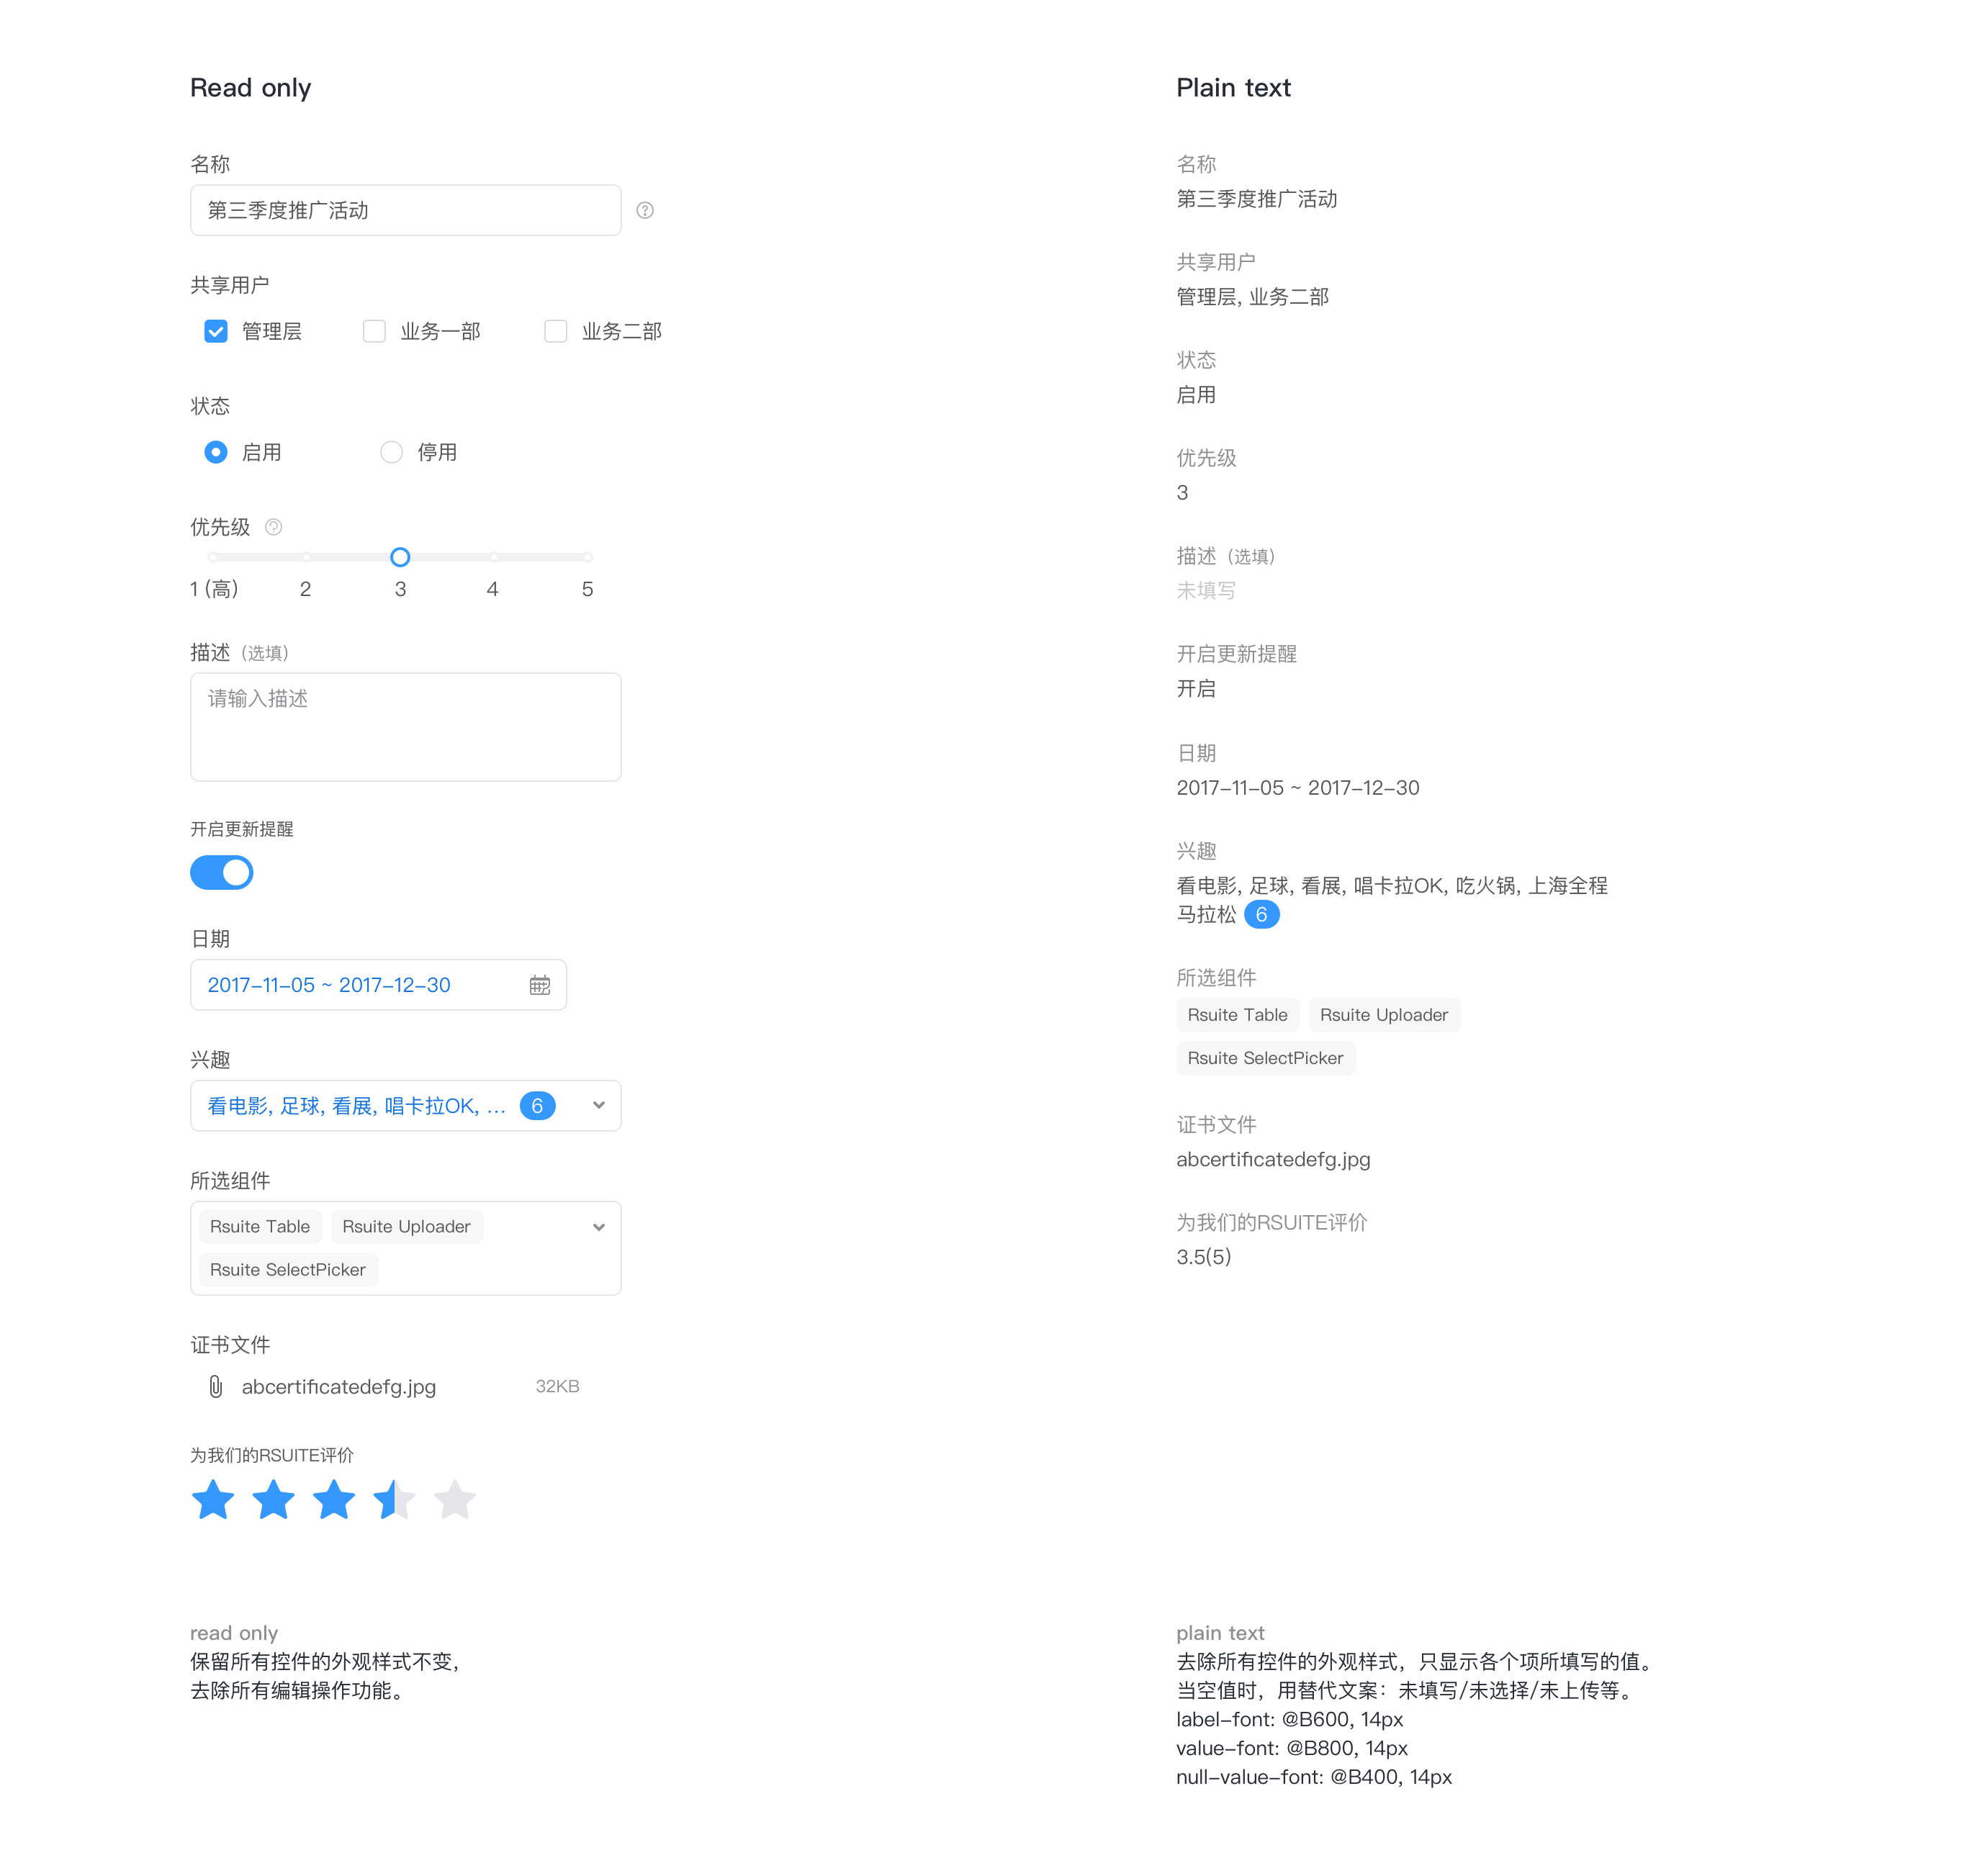 Read only
名称
第三季度推广活动
共享用户
管理层 业务一部 业务二部
状态
启用 停用
优先级
1 (高) 2 3 4 5
描述（选填）
请输入描述
开启更新提醒
日期
2017-11-05 ~ 2017-12-30
兴趣
看电影, 足球, 看展, 唱卡拉OK, ... 6
所选组件
Rsuite Table Rsuite Uploader
Rsuite SelectPicker
证书文件
abcertificatedefg.jpg 32KB
为我们的RSUITE评价
read only
保留所有控件的外观样式不变，
去除所有编辑操作功能。
Plain text
名称
第三季度推广活动
共享用户
管理层, 业务二部
状态
启用
优先级
3
描述（选填）
未填写
开启更新提醒
开启
日期
2017-11-05 ~ 2017-12-30
兴趣
看电影, 足球, 看展, 唱卡拉OK, 吃火锅, 上海全程
马拉松 6
所选组件
Rsuite Table Rsuite Uploader
Rsuite SelectPicker
证书文件
abcertificatedefg.jpg
为我们的RSUITE评价
3.5(5)
plain text
去除所有控件的外观样式，只显示各个项所填写的值。
当空值时，用替代文案：未填写/未选择/未上传等。
label-font: @B600, 14px
value-font: @B800, 14px
null-value-font: @B400, 14px